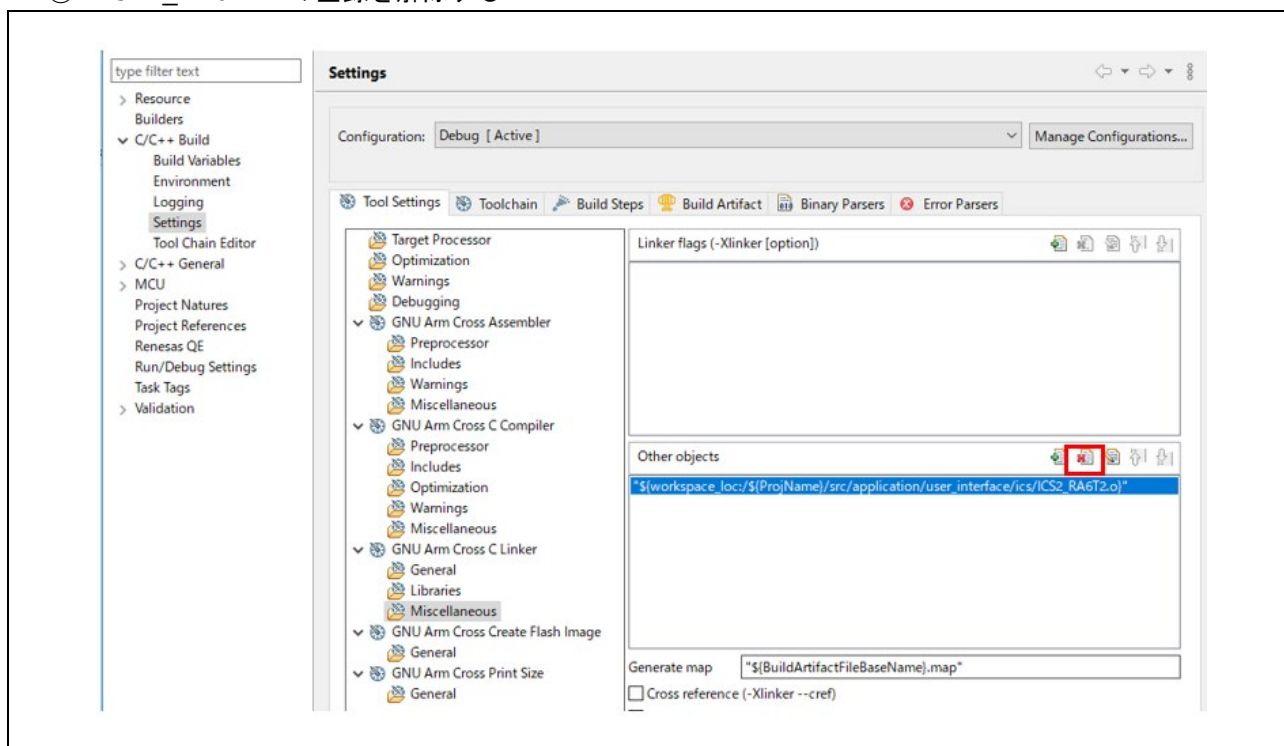 type filter text
Resource
Builders
C/C++ Build
Build Variables
Environment
Logging
Settings
Tool Chain Editor
C/C++ General
MCU
Project Natures
Project References
Renesas QE
Run/Debug Settings
Task Tags
Validation
Settings
Configuration: Debug [ Active ]
Manage Configurations...
Tool Settings Toolchain Build Steps Build Artifact Binary Parsers Error Parsers
Target Processor
Optimization
Warnings
Debugging
GNU Arm Cross Assembler
Preprocessor
Includes
Warnings
Miscellaneous
GNU Arm Cross C Compiler
Preprocessor
Includes
Optimization
Warnings
Miscellaneous
GNU Arm Cross C Linker
General
Libraries
Miscellaneous
GNU Arm Cross Create Flash Image
General
GNU Arm Cross Print Size
General
Linker flags (-Xlinker [option])
Other objects
"${workspace_loc:/${ProjName}/src/application/user_interface/ics/ICS2_RA6T2.o}"
Generate map "${BuildArtifactFileBaseName}.map"
Cross reference (-Xlinker --cref)